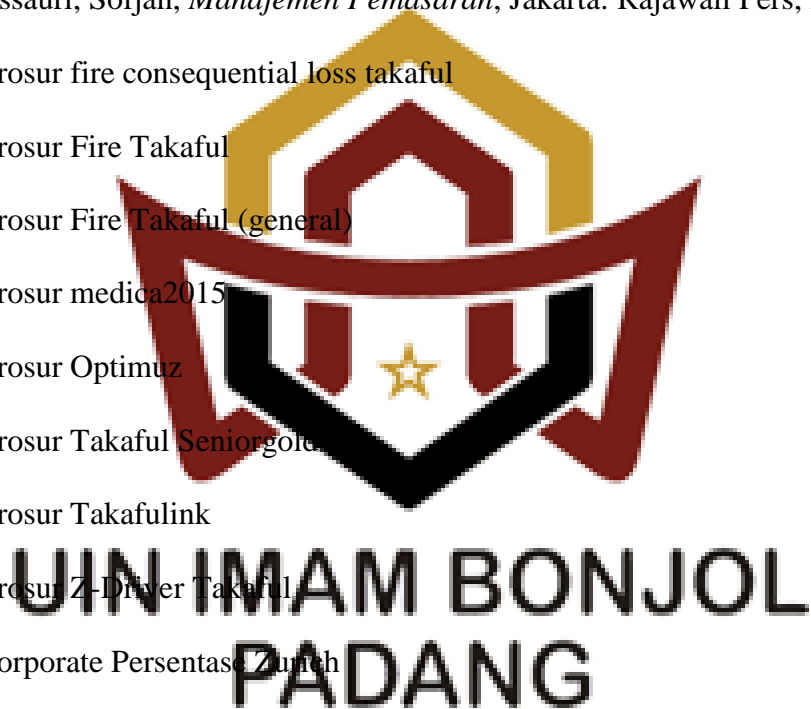 ssauri, Sofjan, Manajemen Pemasaran, Jakarta: Rajawali Pers,
rosur fire consequential loss takaful
rosur Fire Takaful
rosur Fire Takaful (general)
rosur medica2015
rosur Optimuz
rosur Takaful Seniorgold
rosur Takafulink
rosur Z-Driver Takaful
orporate Persentase Zurich
UIN IMAM BONJOL
PADANG